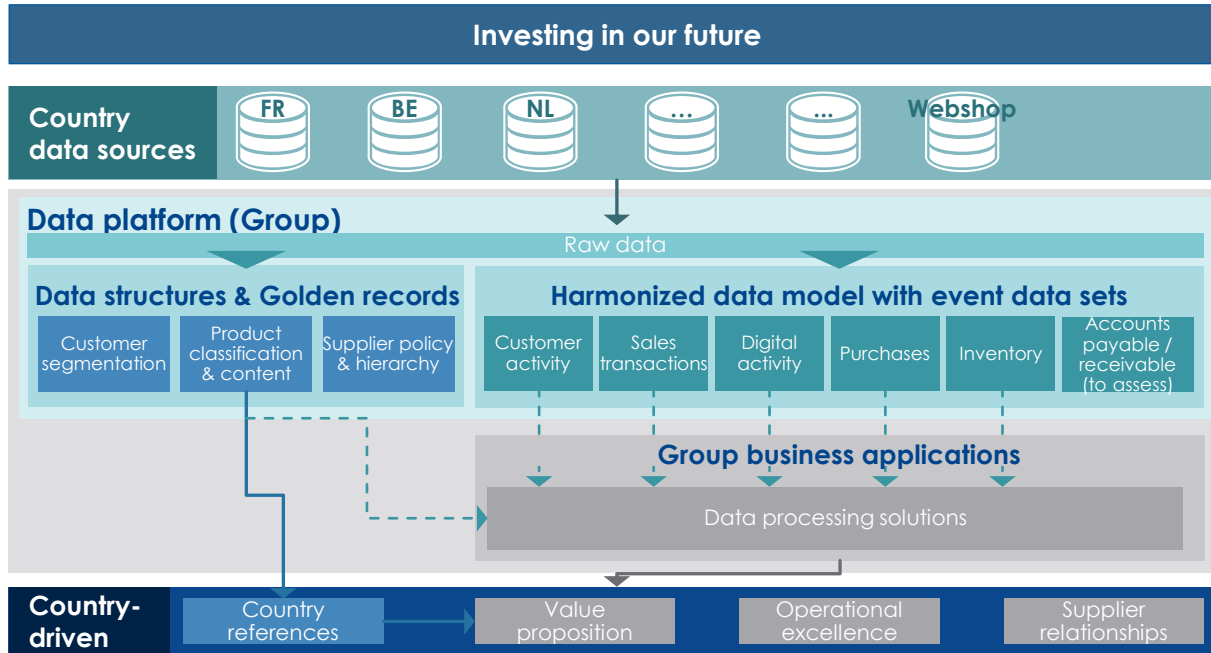 Investing in our future
Country
data sources
FR
BE
NL
...
...
Webshop
Data platform (Group)
Raw data
Data structures & Golden records
Customer
segmentation
Product
classification
& content
Supplier policy
& hierarchy
Harmonized data model with event data sets
Customer
activity
Sales
transactions
Digital
activity
Purchases
Inventory
Accounts
payable /
receivable
(to assess)
Group business applications
Data processing solutions
Country-
driven
Country
references
Value
proposition
Operational
excellence
Supplier
relationships